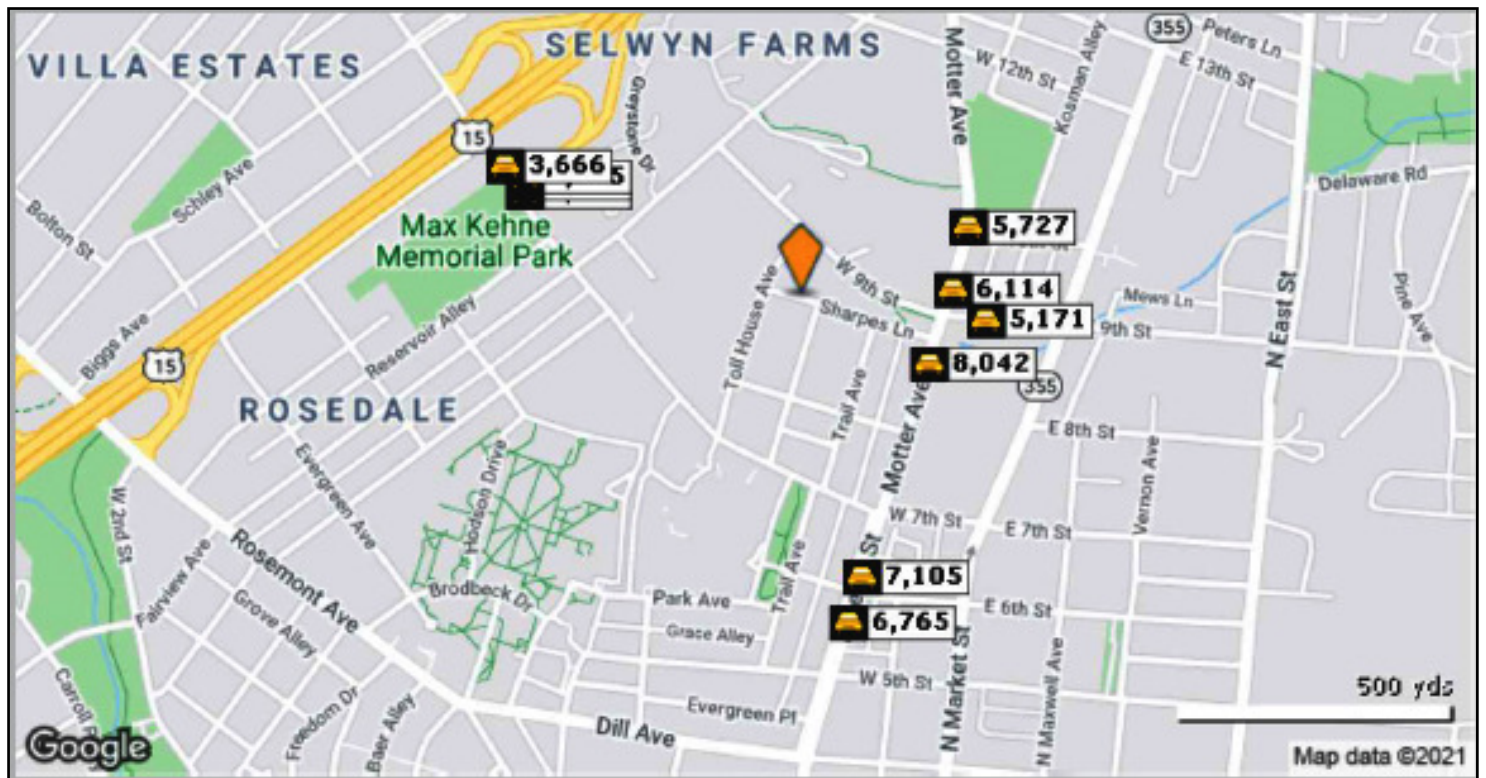 SELWYN FARMS
VILLA ESTATES
355
Peters Ln
E 13th St
W 12th St
Motter Ave
Kosman Alley
Greystone Dr
15
3,666
5
Schley Ave
Delaware Rd
Bolton St
Max Kehne
Memorial Park
5,727
W 9th St
6,114
Mews Ln
Toll House Ave
Sharpes Ln
5,171
9th St
N East St
Pine Ave
Biggs Ave
Reservoir Alley
15
8,042
355
ROSEDALE
Trail Ave
Motter Ave
E 8th St
Evergreen Ave
Hodson Drive
Vernon Ave
W 2nd St
W 7th St
E 7th St
Rosemont Ave
Fairview Ave
St
7,105
Brodbeck Dr
Park Ave
Trail Ave
E 6th St
Grove Alley
Grace Alley
6,765
W 5th St
N Market St
N Maxwell Ave
500 yds
Carroll
Freedom Dr
Baer Alley
Evergreen Pl
Dill Ave
Google
Map data ©2021